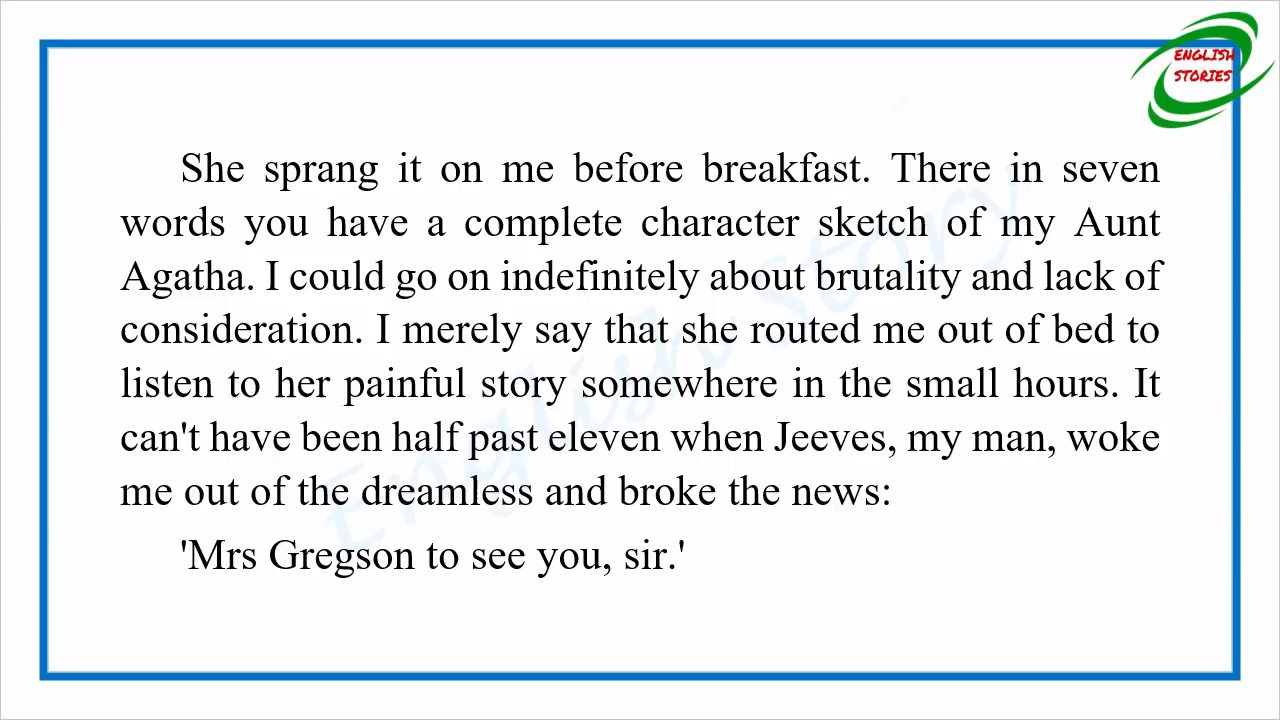 ENGLISH
STORIES
She sprang it on me before breakfast. There in seven
words you have a complete character sketch of my Aunt
Agatha. I could go on indefinitely about brutality and lack of
consideration. I merely say that she routed me out of bed to
listen to her painful story somewhere in the small hours. It
can't have been half past eleven when Jeeves, my man, woke
me out of the dreamless and broke the news:
'Mrs Gregson to see you, sir.'
English Story